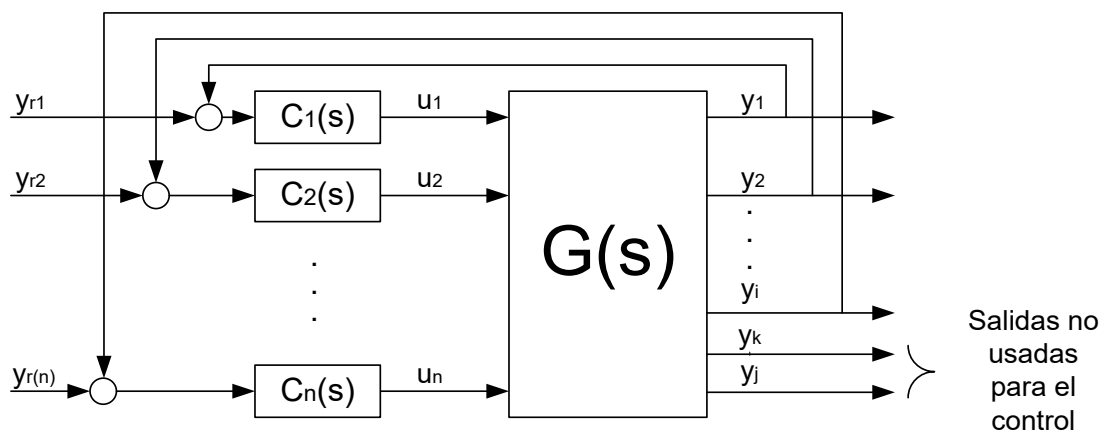 yr1
C1(s)
u1
y1
yr2
C2(s)
u2
y2
G(s)
yi
yk
yj
yr(n)
Cn(s)
un
Salidas no
usadas
para el
control